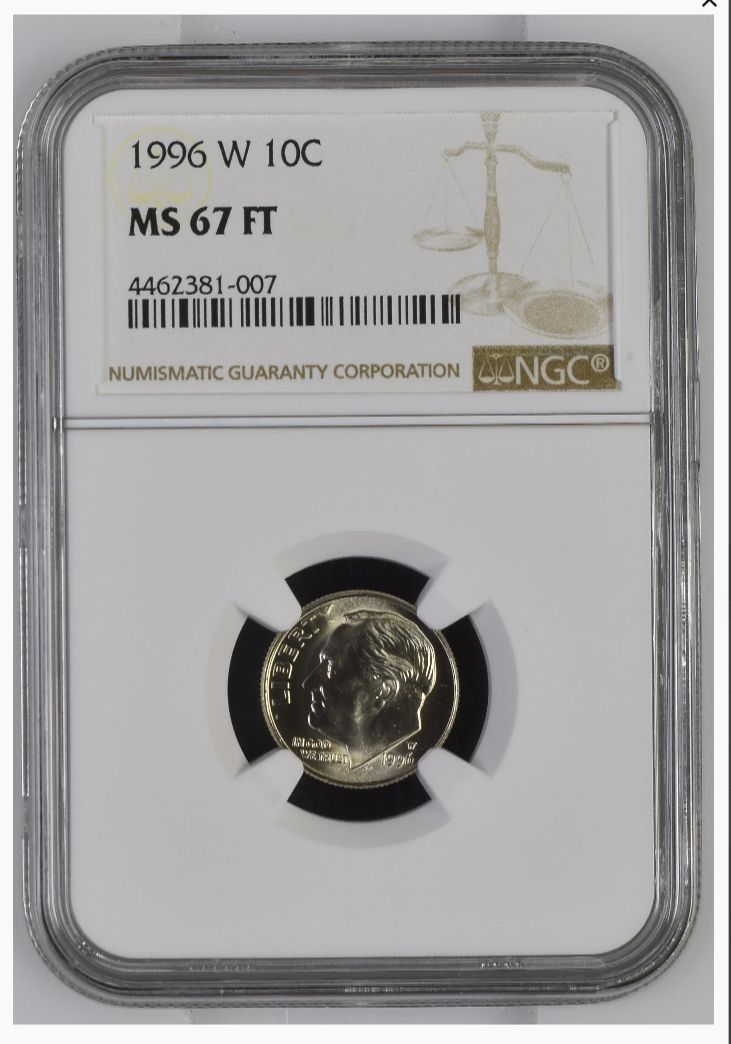 1996 W 10C
MS 67 FT
4462381-007
NUMISMATIC GUARANTY CORPORATION
NGC®
LIBERTY
IN GOD
WE TRUST
W
1996